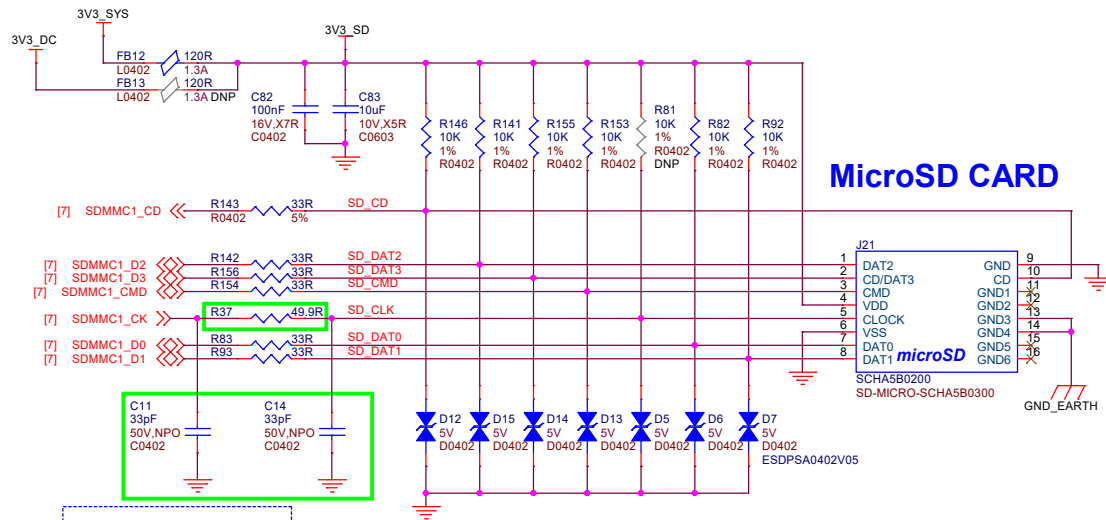 3V3_SYS
3V3_DC
3V3_SD
FB12 120R
L0402 1.3A
FB13 120R
L0402 1.3A DNP
C82
100nF
16V,X7R
C0402
C83
10uF
10V,X5R
C0603
R146
10K
1%
R0402
R141
10K
1%
R0402
R155
10K
1%
R0402
R153
10K
1%
R0402
R81
10K
1%
R0402
DNP
R82
10K
1%
R0402
R92
10K
1%
R0402
MicroSD CARD
[7] SDMMC1_CD R143 33R SD_CD
R0402 5%
[7] SDMMC1_D2 R142 33R SD_DAT2
[7] SDMMC1_D3 R156 33R SD_DAT3
[7] SDMMC1_CMD R154 33R SD_CMD
[7] SDMMC1_CK R37 49.9R SD_CLK
[7] SDMMC1_D0 R83 33R SD_DAT0
[7] SDMMC1_D1 R93 33R SD_DAT1
J21
1 DAT2 GND 9
2 CD/DAT3 CD 10
3 CMD GND1 11
4 VDD GND2 12
5 CLOCK GND3 13
6 VSS GND4 14
7 DAT0 GND5 15
8 DAT1 microSD GND6 16
SCHA5B0200
SD-MICRO-SCHA5B0300
GND_EARTH
C11
33pF
50V,NPO
C0402
C14
33pF
50V,NPO
C0402
D12
5V
D0402
D15
5V
D0402
D14
5V
D0402
D13
5V
D0402
D5
5V
D0402
D6
5V
D0402
D7
5V
D0402
ESDPSA0402V05